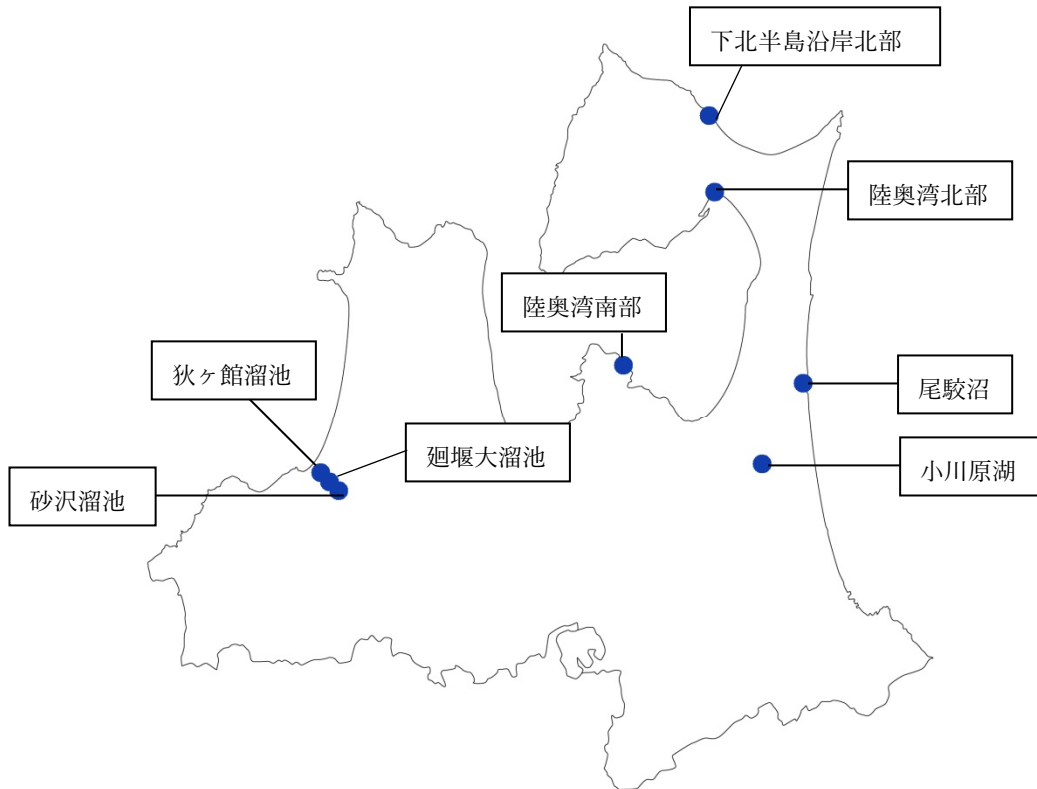 下北半島沿岸北部
陸奥湾北部
陸奥湾南部
狄ヶ館溜池
尾駮沼
廻堰大溜池
小川原湖
砂沢溜池